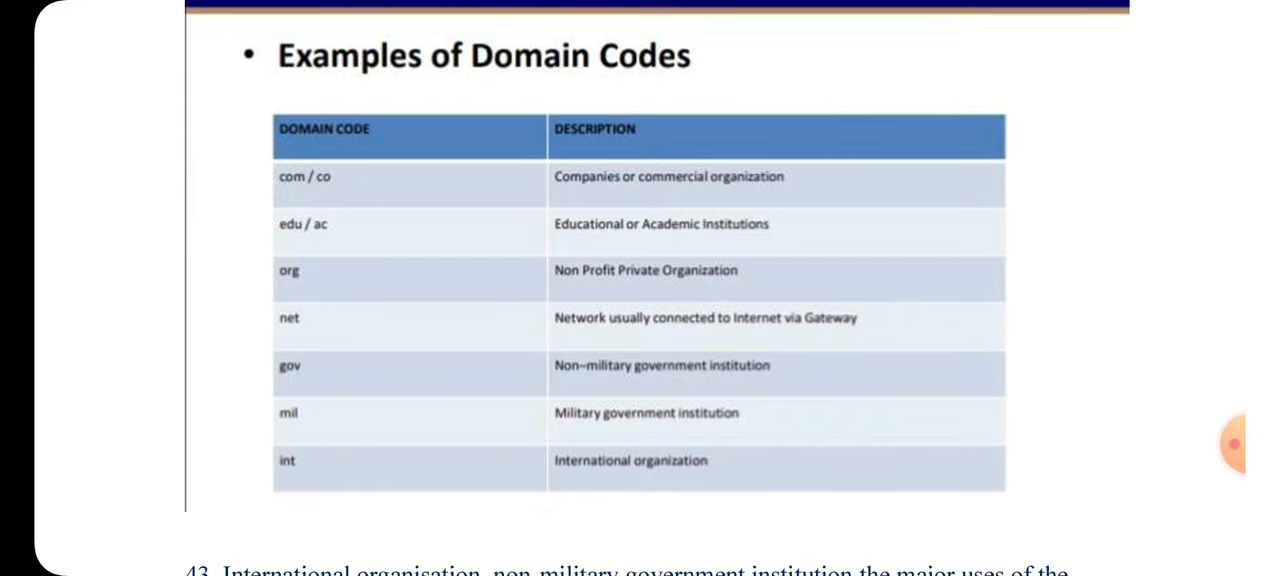 • Examples of Domain Codes
DOMAIN CODE DESCRIPTION
com / co Companies or commercial organization
edu / ac Educational or Academic Institutions
org Non Profit Private Organization
net Network usually connected to Internet via Gateway
gov Non–military government institution
mil Military government institution
int International organization
43. International organisation, non-military government institution the major uses of the